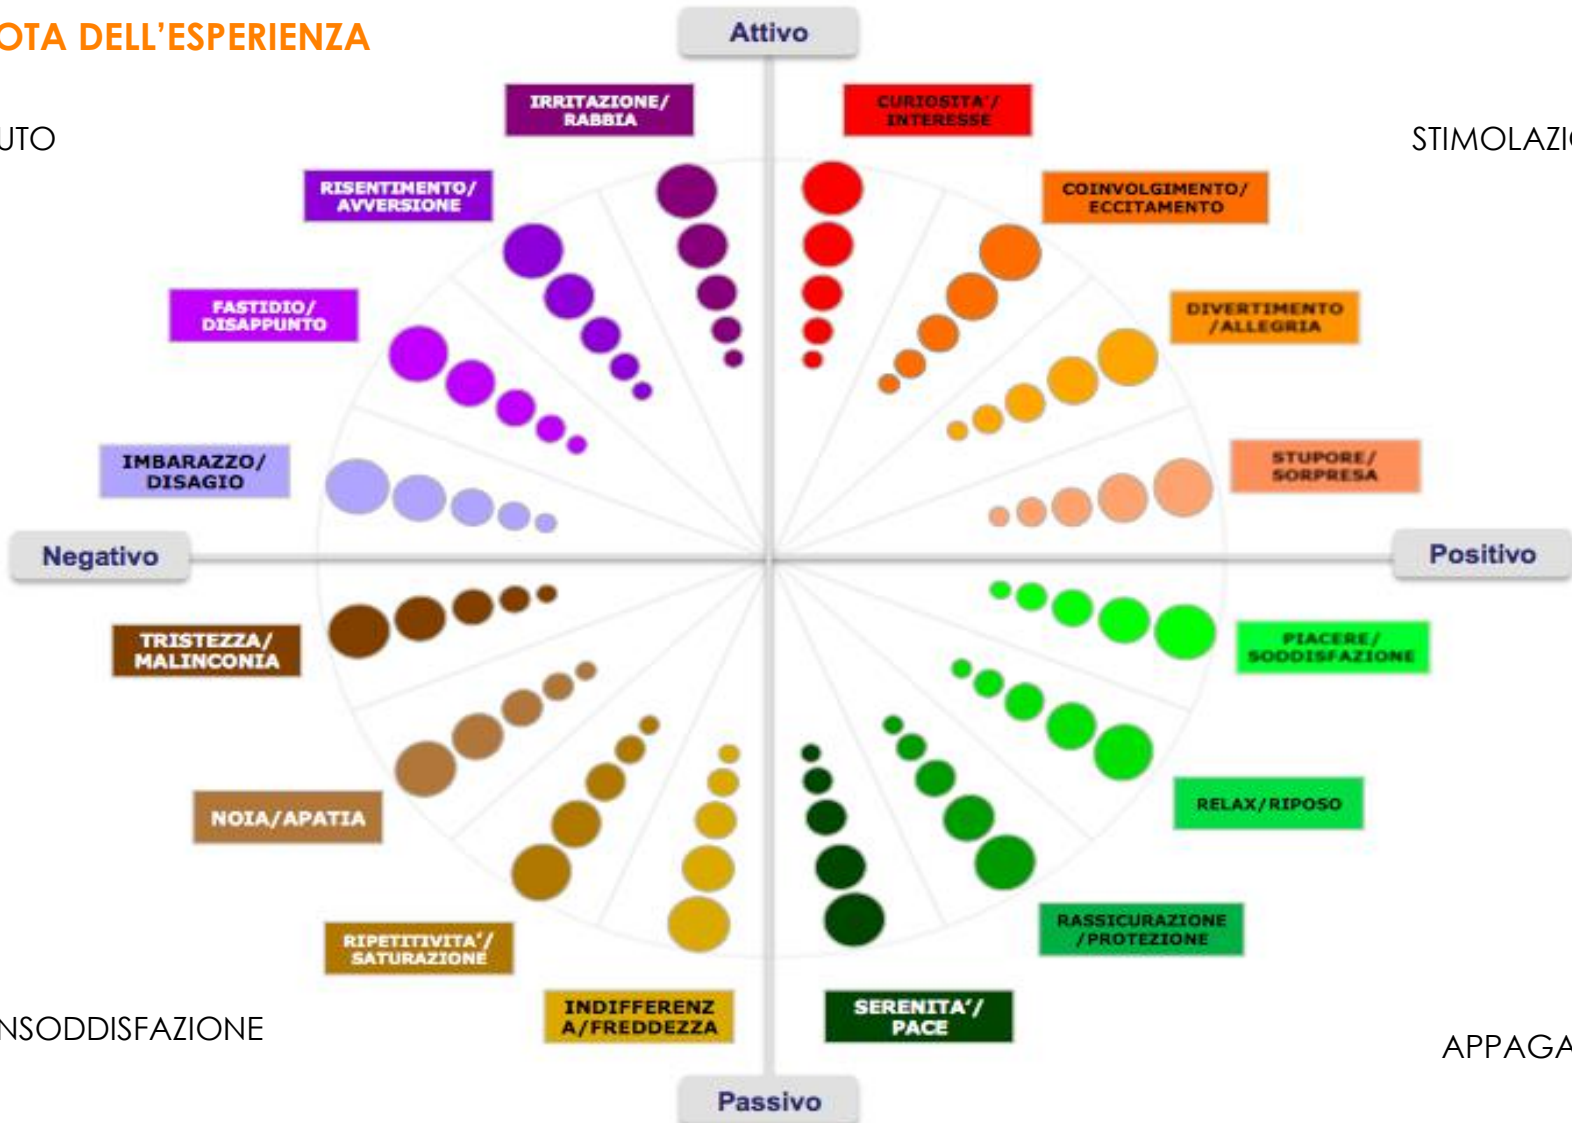 OTA DELL’ESPERIENZA
Attivo
IRRITAZIONE/
RABBIA
CURIOSITA’/
INTERESSE
UTO
STIMOLAZIO
RISENTIMENTO/
AVVERSIONE
COINVOLGIMENTO/
ECCITAMENTO
FASTIDIO/
DISAPPUNTO
DIVERTIMENTO
/ALLEGRIA
IMBARAZZO/
DISAGIO
STUPORE/
SORPRESA
Negativo
Positivo
TRISTEZZA/
MALINCONIA
PIACERE/
SODDISFAZIONE
NOIA/APATIA
RELAX/RIPOSO
RIPETITIVITA’/
SATURAZIONE
RASSICURAZIONE
/PROTEZIONE
INDIFFERENZ
A/FREDDEZZA
SERENITA’/
PACE
NSODDISFAZIONE
APPAGA
Passivo